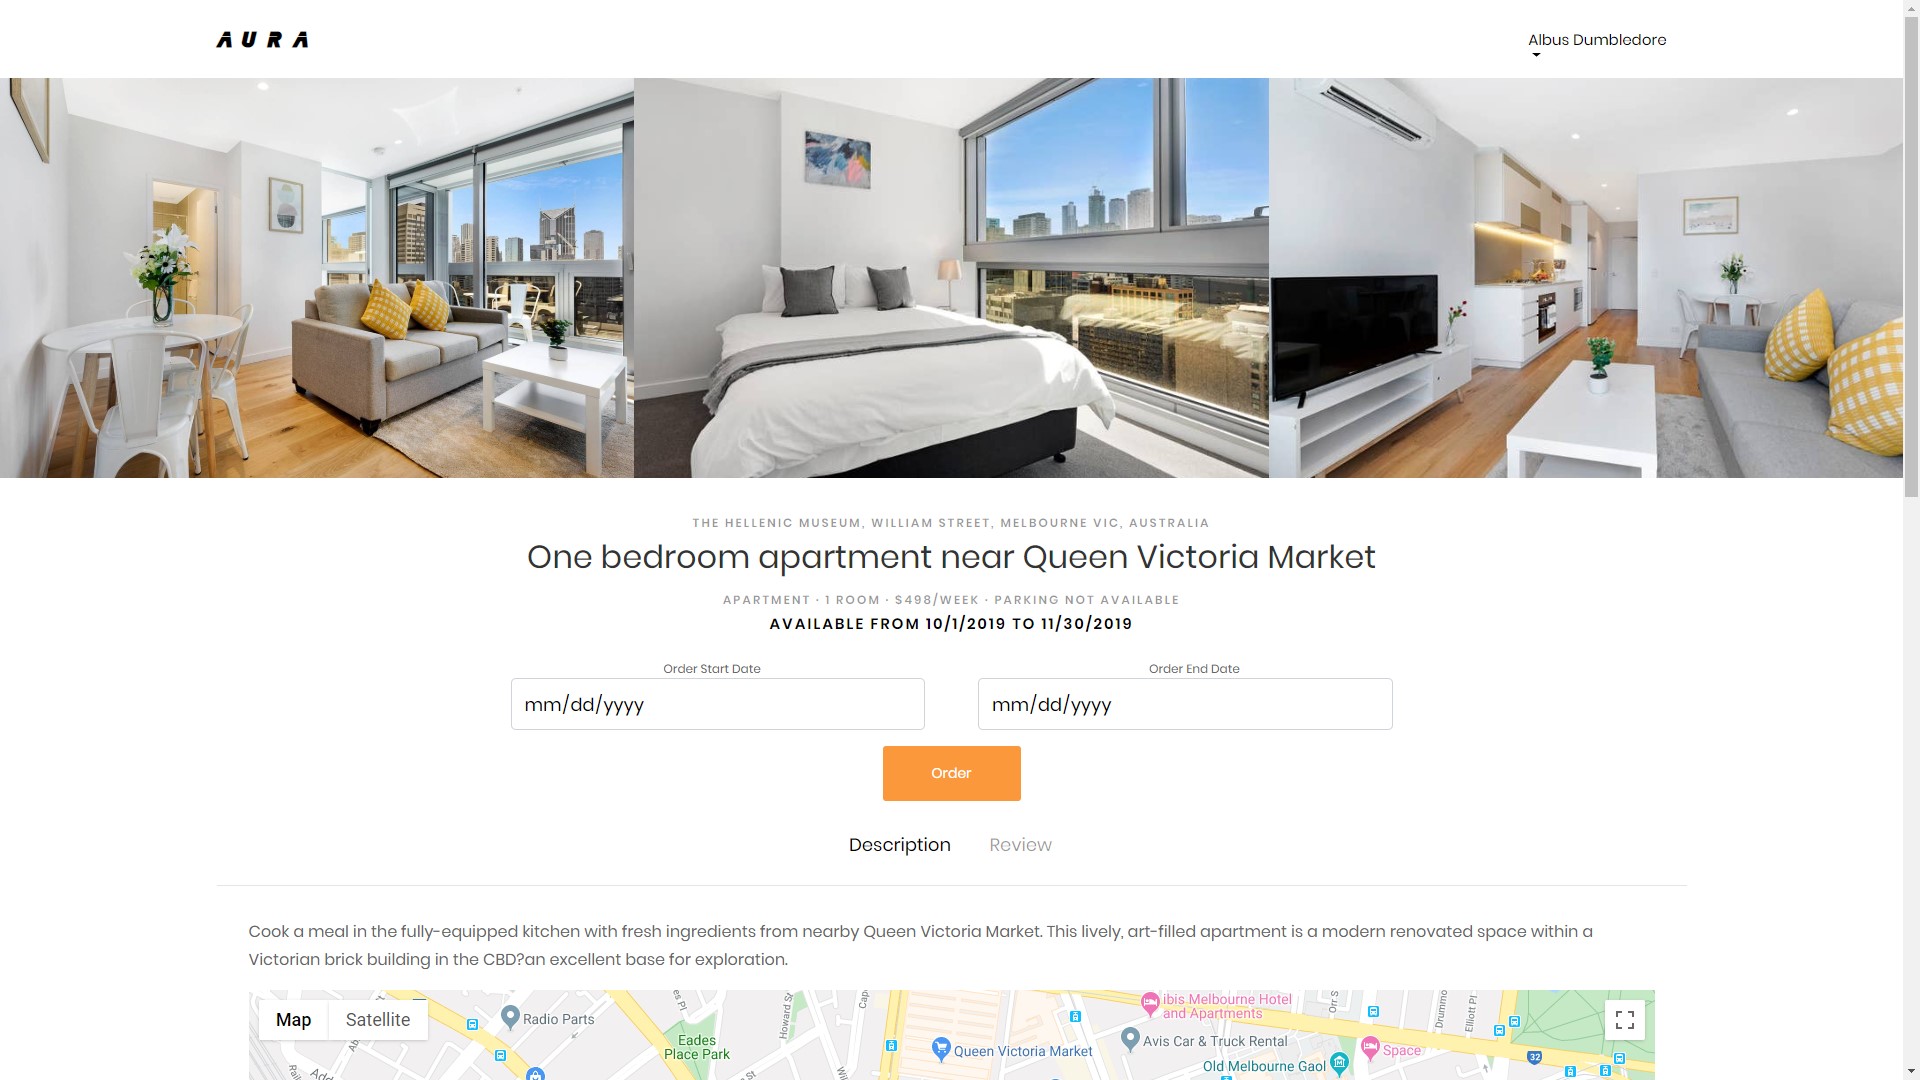 AURA
Albus Dumbledore
THE HELLENIC MUSEUM, WILLIAM STREET, MELBOURNE VIC, AUSTRALIA
One bedroom apartment near Queen Victoria Market
APARTMENT · 1 ROOM · $498/WEEK · PARKING NOT AVAILABLE
AVAILABLE FROM 10/1/2019 TO 11/30/2019
Order Start Date
Order End Date
mm/dd/yyyy
mm/dd/yyyy
Order
Description
Review
Cook a meal in the fully-equipped kitchen with fresh ingredients from nearby Queen Victoria Market. This lively, art-filled apartment is a modern renovated space within a
Victorian brick building in the CBD?an excellent base for exploration.
Map
Satellite
Radio Parts
Eades
Place Park
es Pl
Howard St
Cap
Queen Victoria Market
ibis Melbourne Hotel
and Apartments
Avis Car & Truck Rental
Old Melbourne Gaol
Space
Orr S
Drummo
Elliott Pl
32
Add